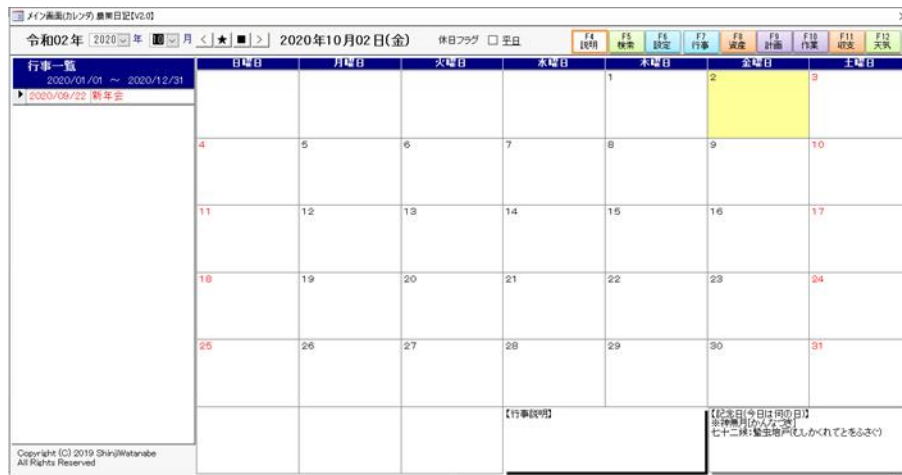 メイン画面(カレンダ) 農業日記【V2.0】
令和02年 2020 年 10 月 < ★ ■ > 2020年10月02日(金) 休日フラグ 平日
F4 説明 F5 検索 F6 設定 F7 行事 F8 資産 F9 計画 F10 作業 F11 収支 F12 天気
行事一覧
2020/01/01 ～ 2020/12/31
2020/09/22 新年会
日曜日 月曜日 火曜日 水曜日 木曜日 金曜日 土曜日
1 2 3
4 5 6 7 8 9 10
11 12 13 14 15 16 17
18 19 20 21 22 23 24
25 26 27 28 29 30 31
【行事説明】
【記念日(今日は何の日)】
※神無月[かんなづき]
七十二候:蟄虫坏戸(むしかくれてとをふさぐ)
Copyright (C) 2019 ShinjiWatanabe
All Rights Reserved